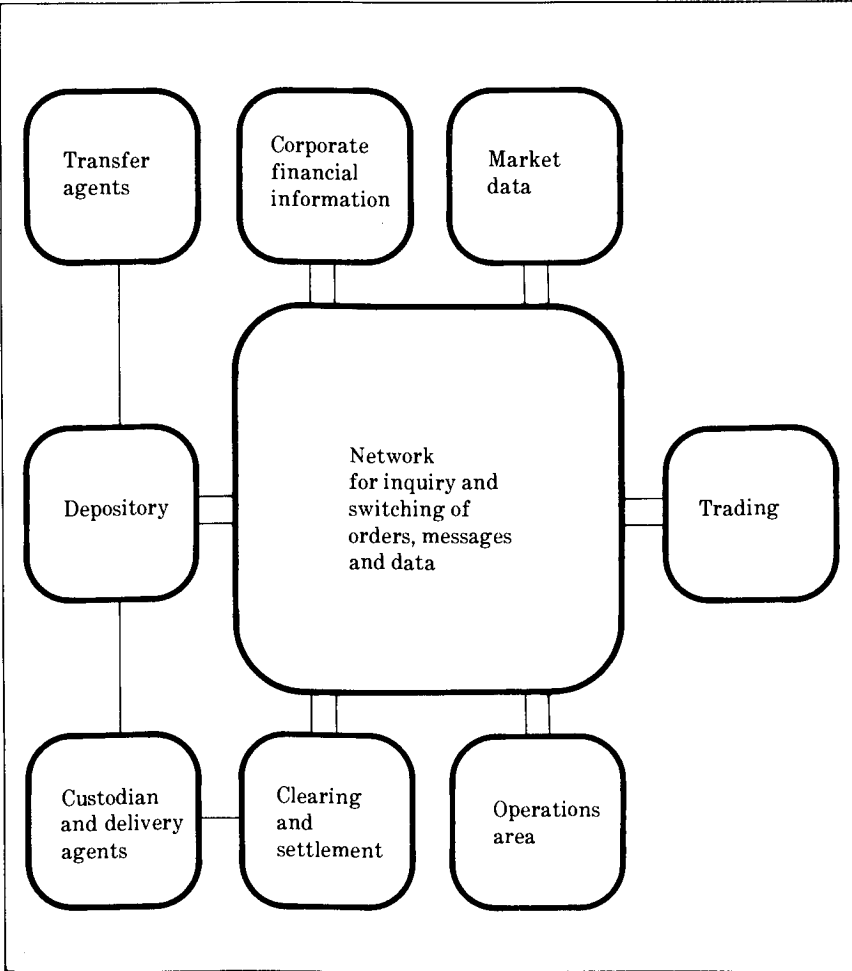 Transfer
agents
Corporate
financial
information
Market
data
Depository
Network
for inquiry and
switching of
orders, messages
and data
Trading
Custodian
and delivery
agents
Clearing
and
settlement
Operations
area